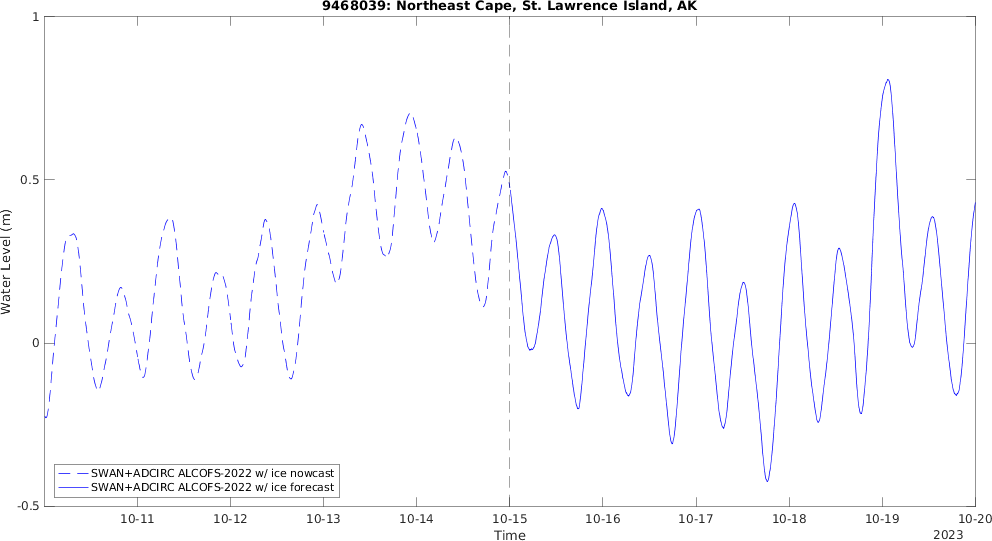 9468039: Northeast Cape, St. Lawrence Island, AK
1
0.5
0
-0.5
Water Level (m)
SWAN+ADCIRC ALCOFS-2022 w/ ice nowcast
SWAN+ADCIRC ALCOFS-2022 w/ ice forecast
10-11 10-12 10-13 10-14 10-15 10-16 10-17 10-18 10-19 10-20
Time
2023